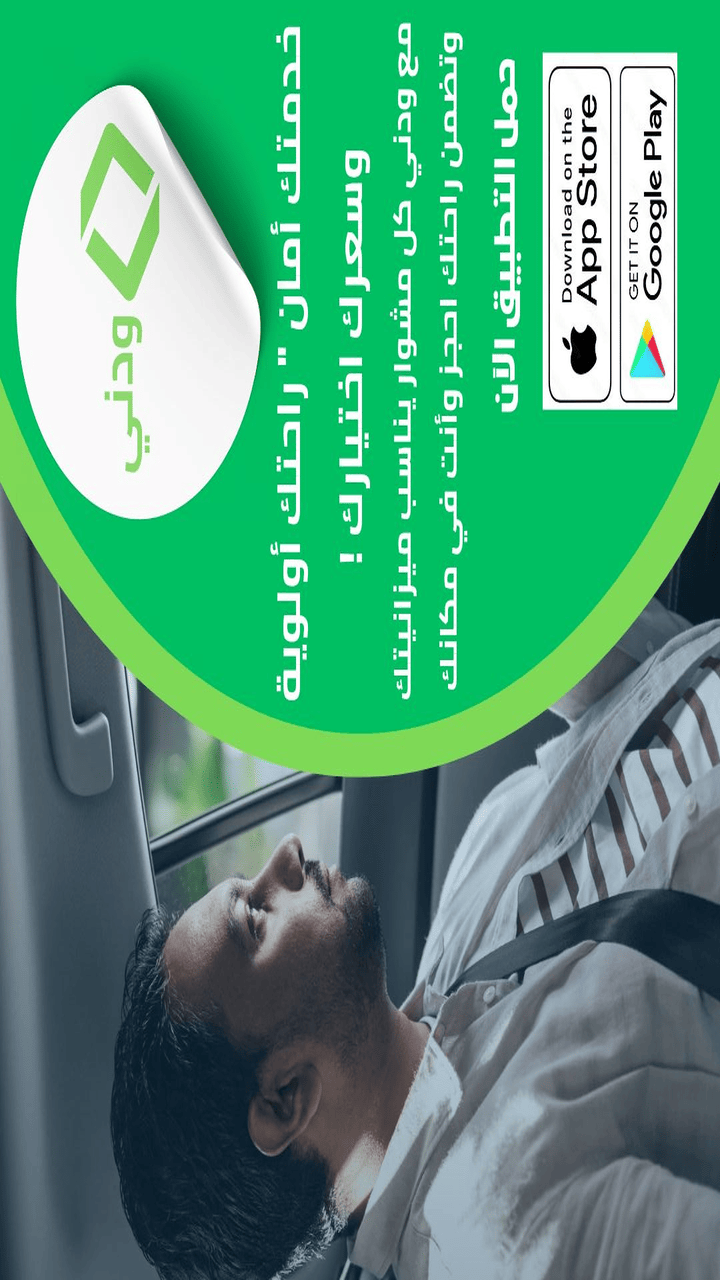 ودني
خدمتك أمان " راحتك أولوية
وسعرك اختيارك !
مع ودني كل مشوار يناسب ميزانيتك
وتضمن راحتك احجز وأنت في مكانك
حمل التطبيق الآن
Download on the
App Store
GET IT ON
Google Play